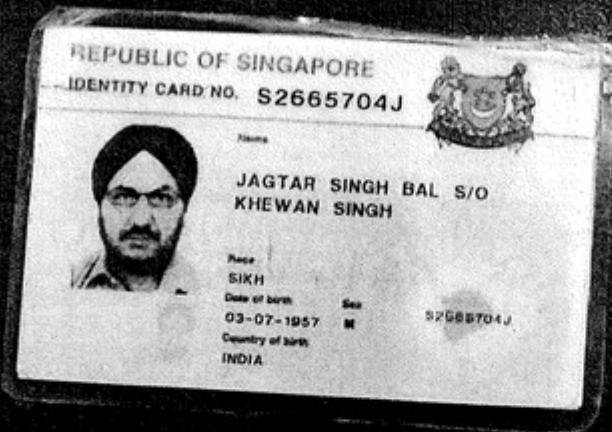 REPUBLIC OF SINGAPORE
IDENTITY CARD NO. S2665704J
Name
JAGTAR SINGH BAL S/O
KHEWAN SINGH
Race
SIKH
Date of birth Sex
03-07-1957 M S2665704J
Country of birth
INDIA